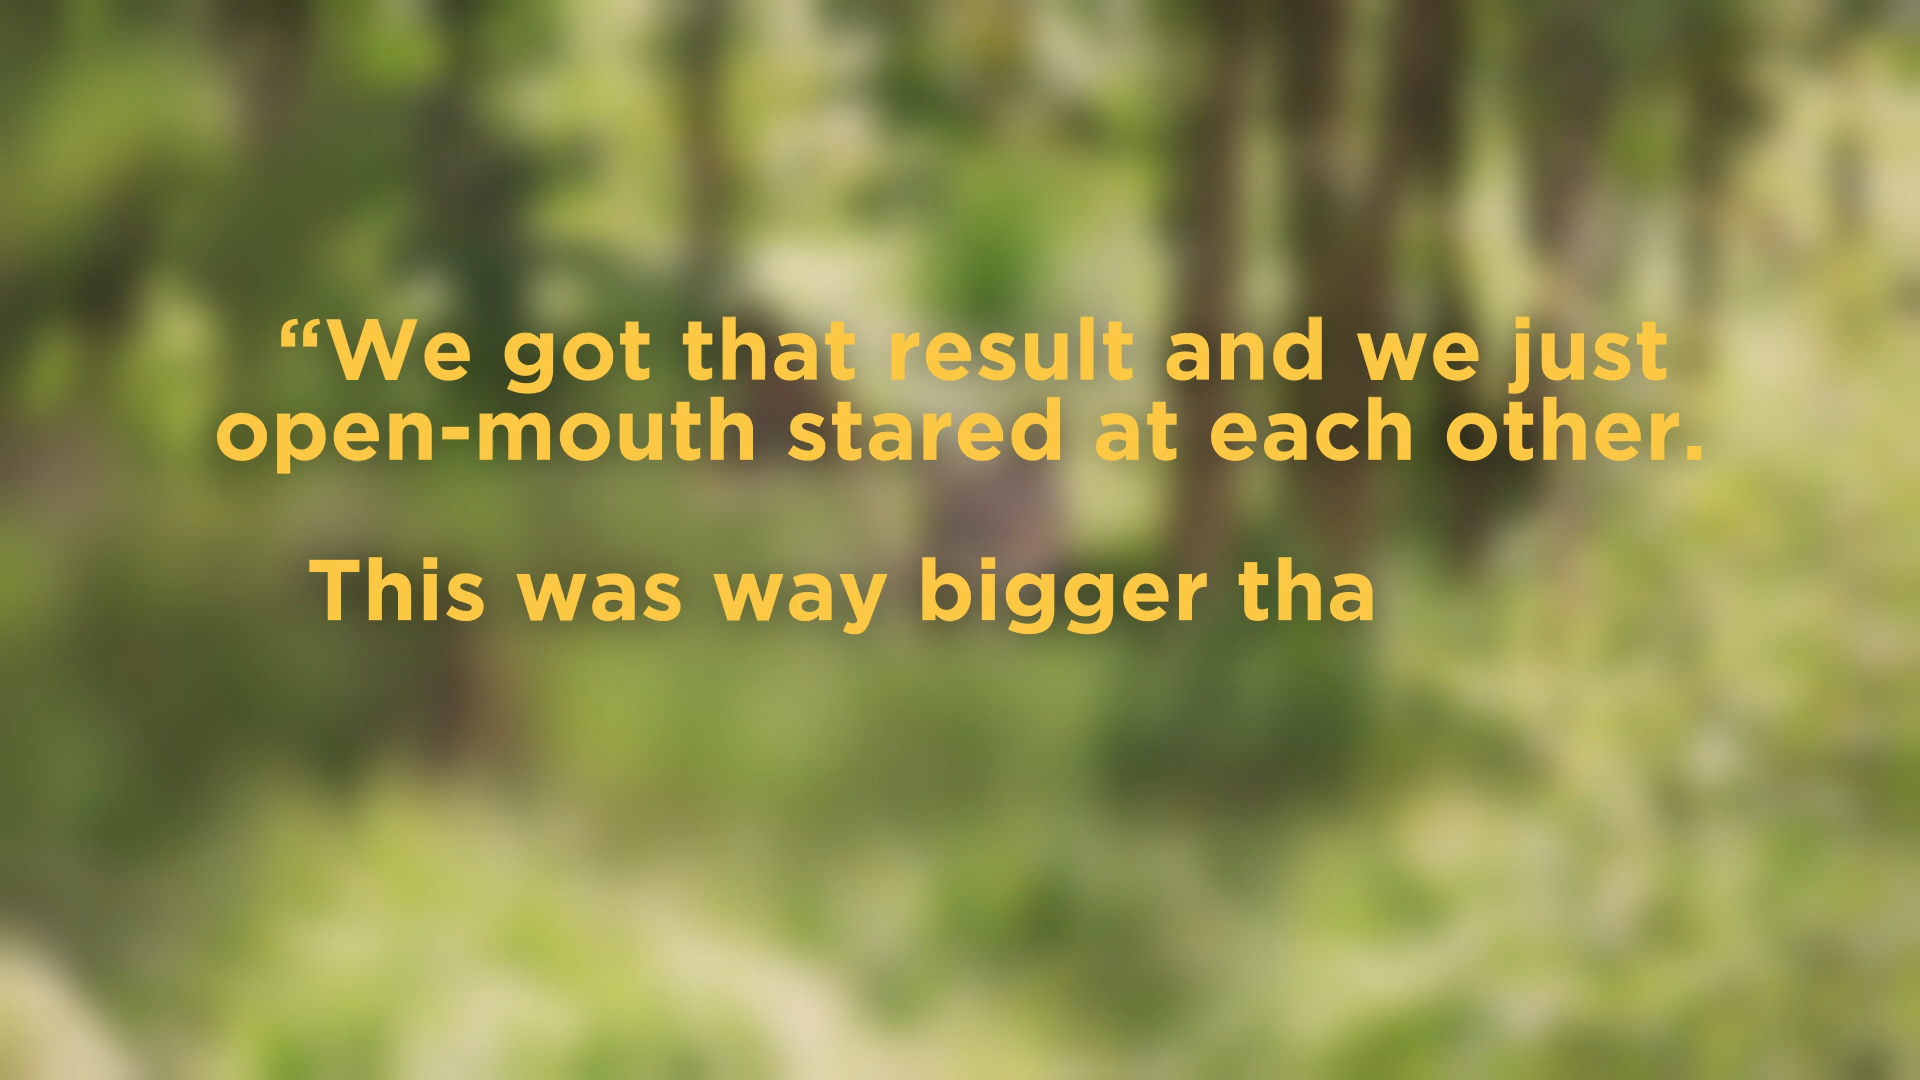 “We got that result and we just
open-mouth stared at each other.
This was way bigger tha